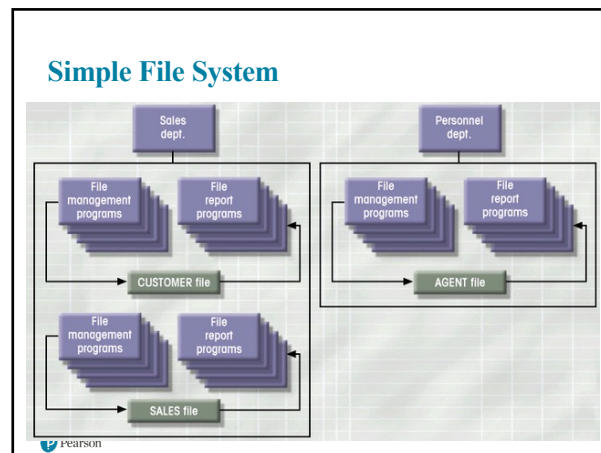 Simple File System
Sales
dept.
File
management
programs
File
report
programs
CUSTOMER file
File
management
programs
File
report
programs
SALES file
Personnel
dept.
File
management
programs
File
report
programs
AGENT file
Pearson